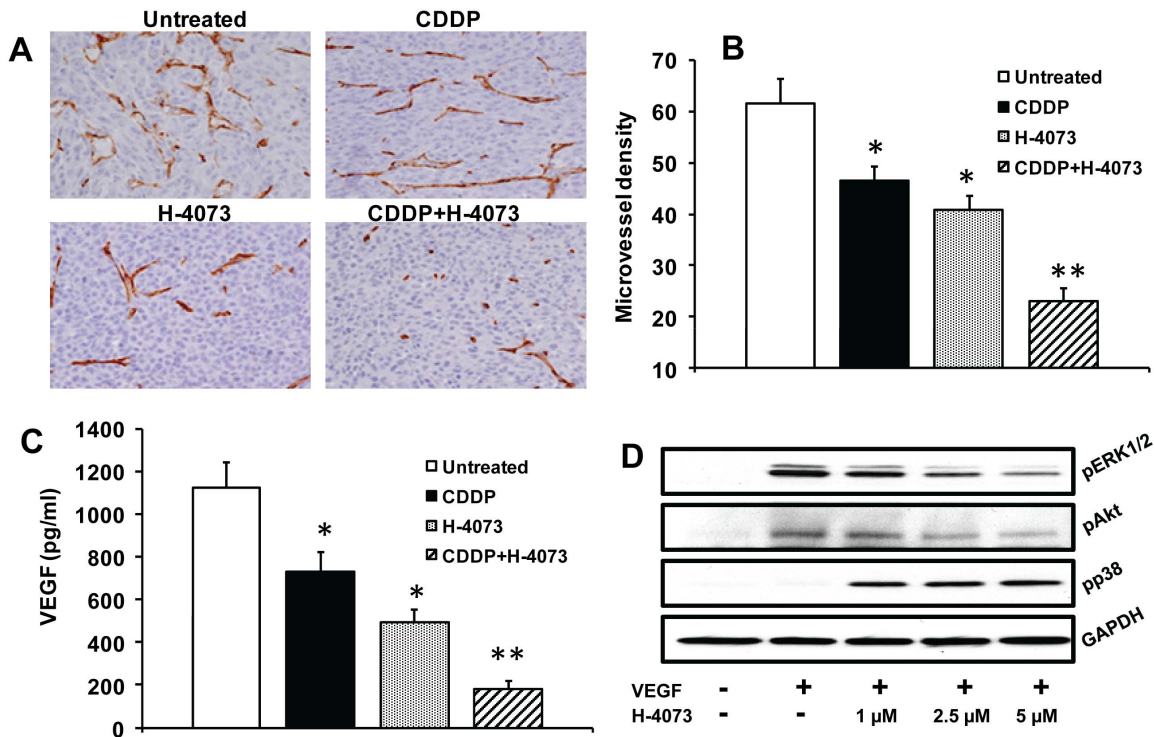 A
Untreated
CDDP
H-4073
CDDP+H-4073
B
Microvessel density
70
60
50
40
30
20
10
Untreated
CDDP
H-4073
CDDP+H-4073
*
*
**
C
VEGF (pg/ml)
1400
1200
1000
800
600
400
200
0
Untreated
CDDP
H-4073
CDDP+H-4073
*
*
**
D
pERK1/2
pAkt
pp38
GAPDH
VEGF - + + + +
H-4073 - - 1 µM 2.5 µM 5 µM